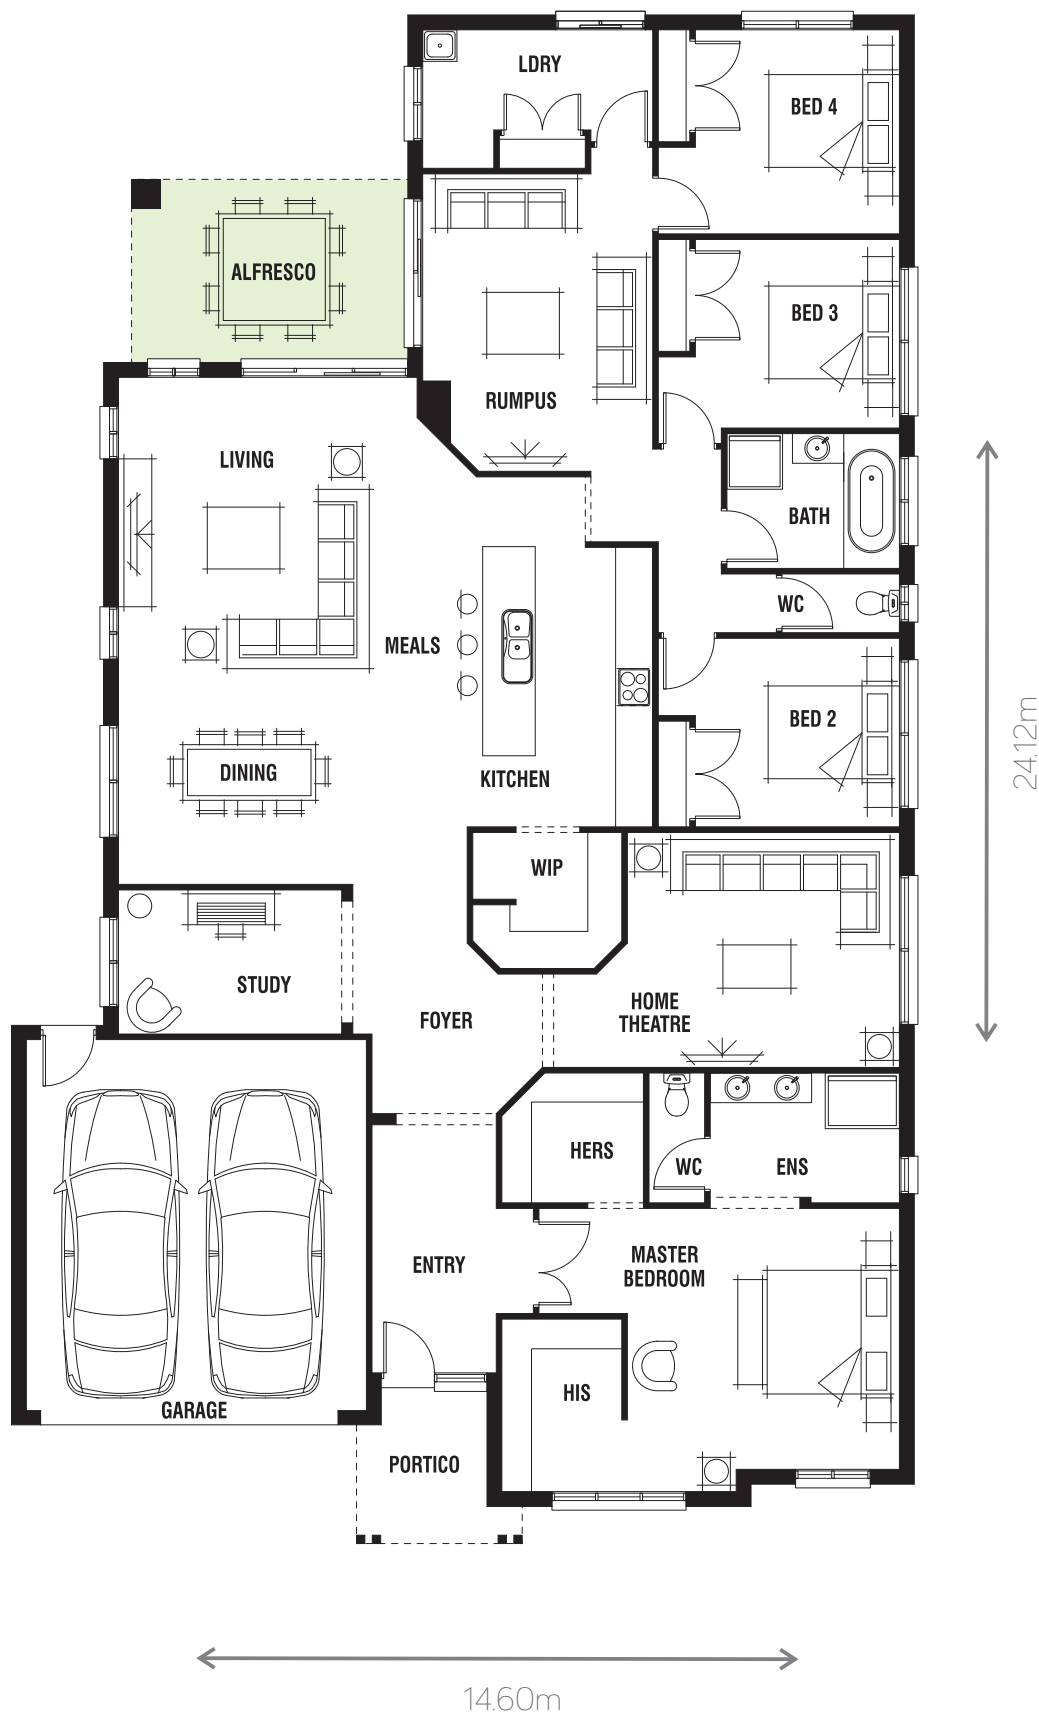 LDRY
BED 4
ALFRESCO
BED 3
RUMPUS
LIVING
BATH
WC
MEALS
BED 2
DINING
KITCHEN
WIP
STUDY
HOME
THEATRE
FOYER
HERS
WC
ENS
ENTRY
MASTER
BEDROOM
HIS
GARAGE
PORTICO
24.12m
14.60m